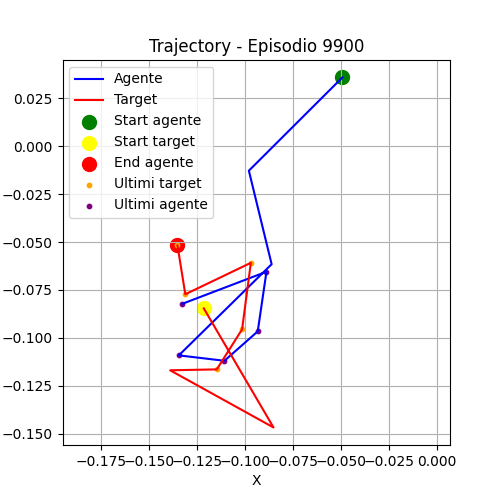 Trajectory - Episodio 9900
Agente
Target
Start agente
Start target
End agente
Ultimi target
Ultimi agente
0.025
0.000
−0.025
−0.050
−0.075
−0.100
−0.125
−0.150
−0.175 −0.150 −0.125 −0.100 −0.075 −0.050 −0.025 0.000
X